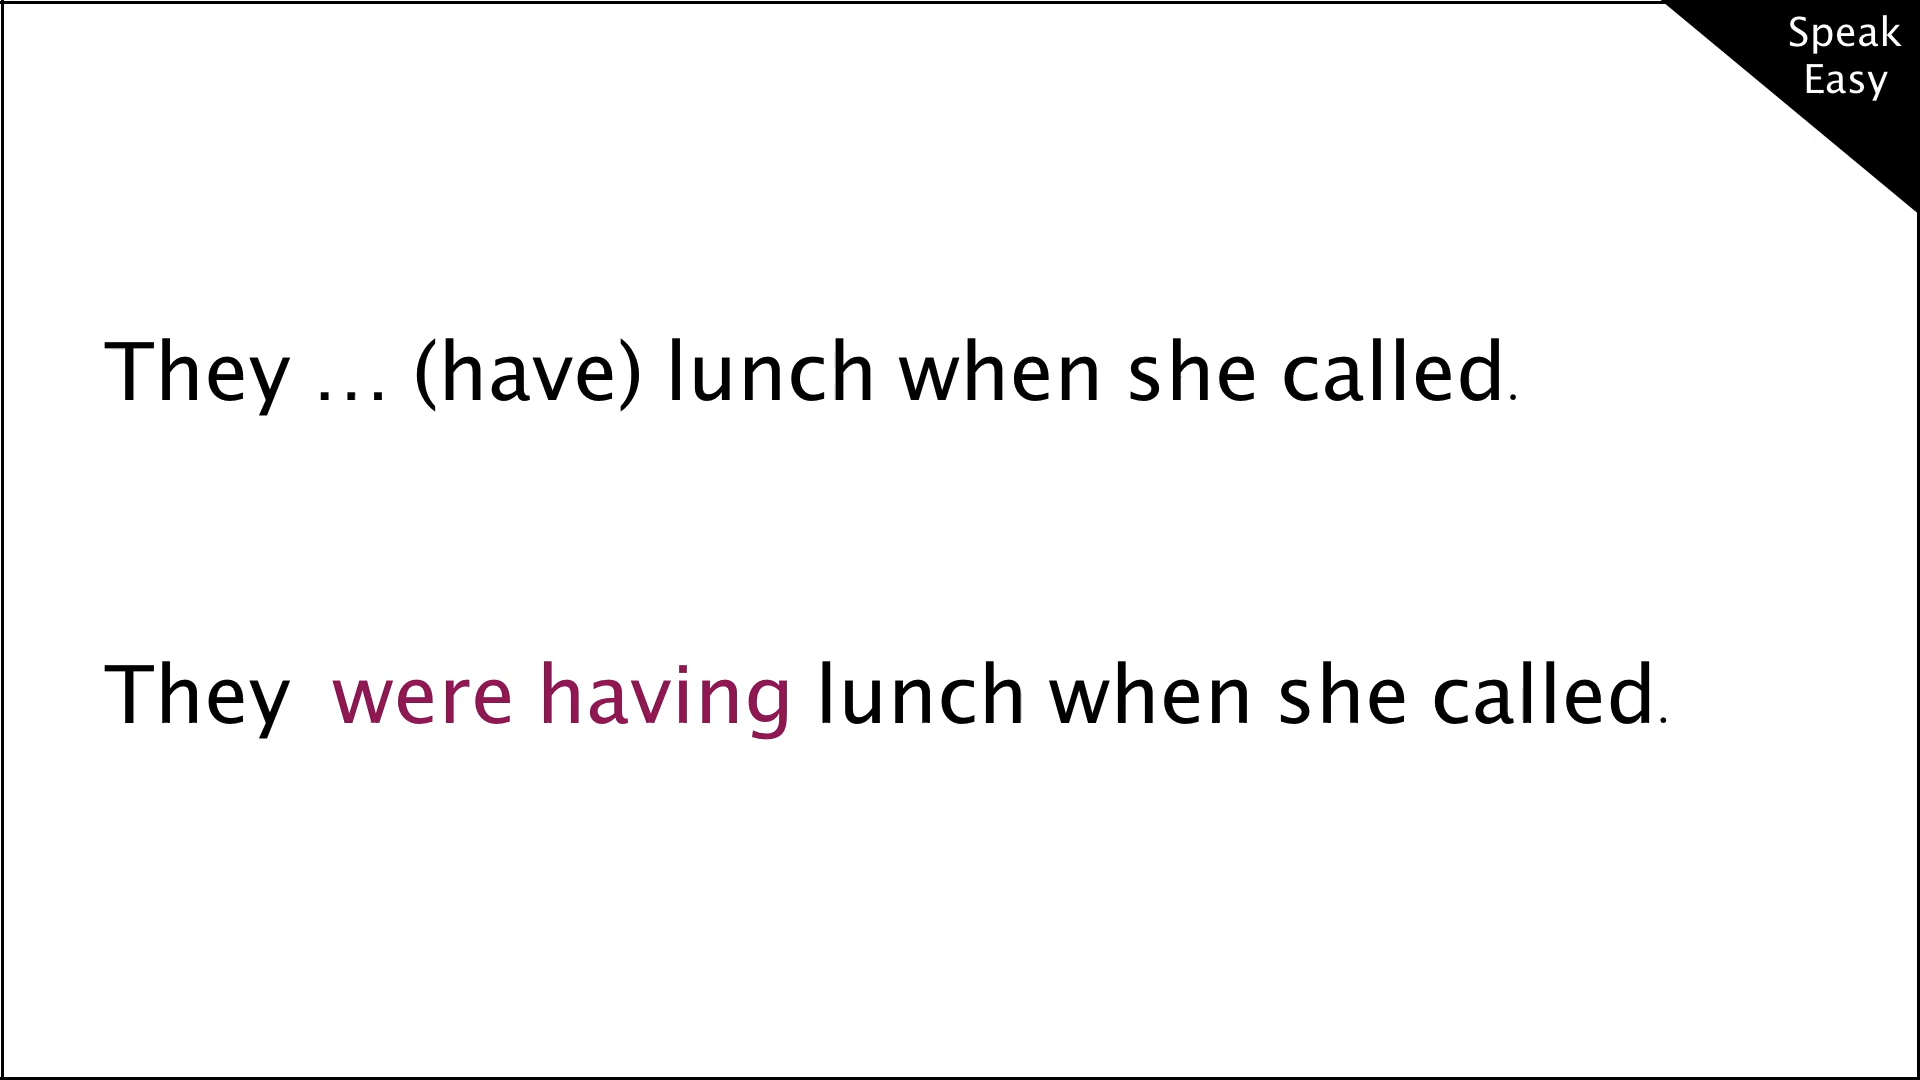 Speak
Easy
They ... (have) lunch when she called.
They were having lunch when she called.